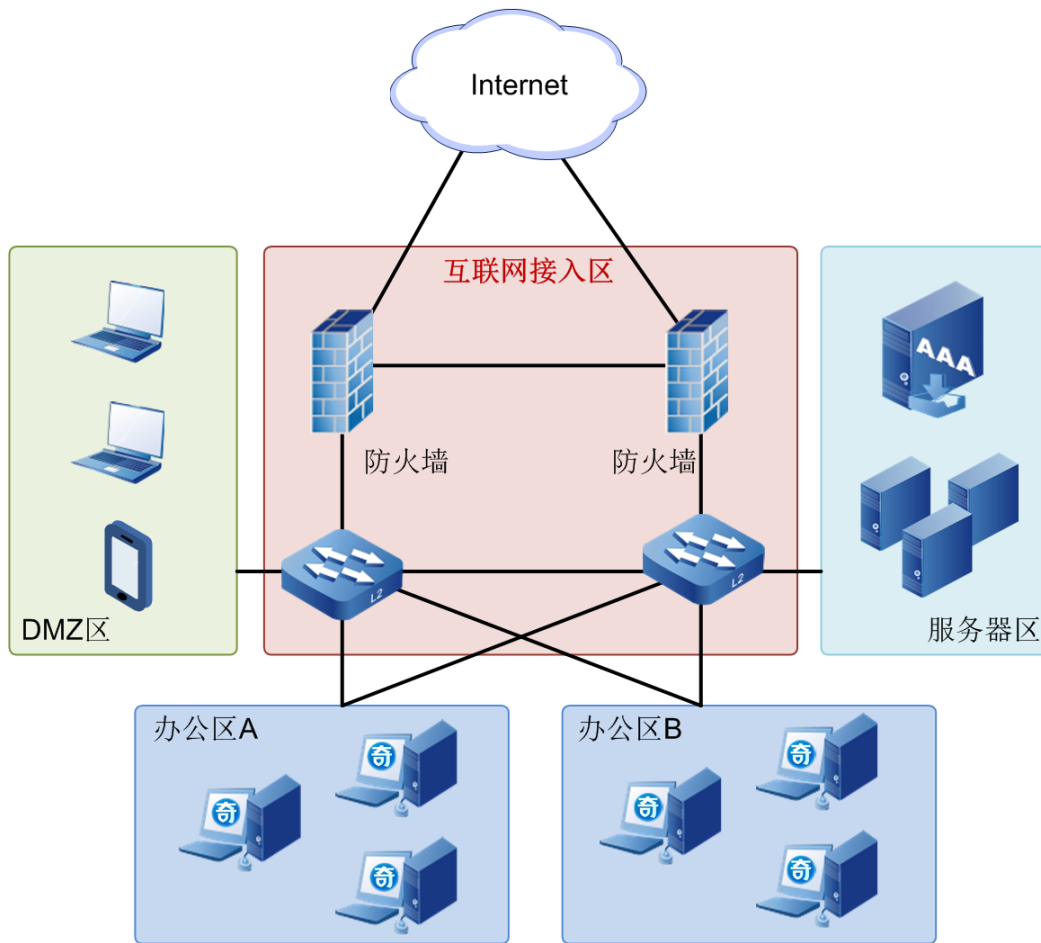 Internet
互联网接入区
AAA
防火墙
防火墙
L2
L2
DMZ区
服务器区
办公区A
办公区B
奇
奇
奇
奇
奇
奇